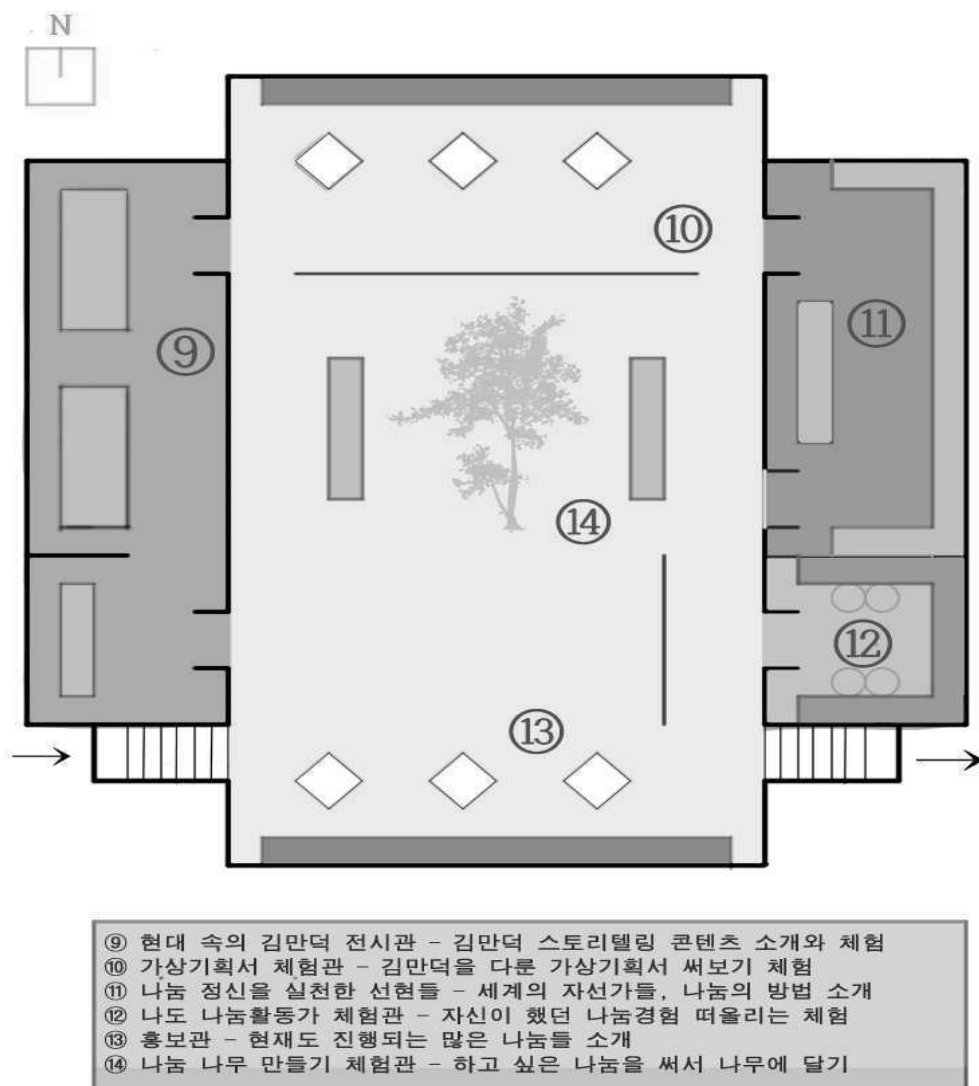 N
⑩
⑪
⑨
⑭
⑫
⑬
⑨ 현대 속의 김만덕 전시관 - 김만덕 스토리텔링 콘텐츠 소개와 체험
⑩ 가상기획서 체험관 - 김만덕을 다룬 가상기획서 써보기 체험
⑪ 나눔 정신을 실천한 선현들 - 세계의 자선가들, 나눔의 방법 소개
⑫ 나도 나눔활동가 체험관 - 자신이 했던 나눔경험 떠올리는 체험
⑬ 홍보관 - 현재도 진행되는 많은 나눔들 소개
⑭ 나눔 나무 만들기 체험관 - 하고 싶은 나눔을 써서 나무에 달기